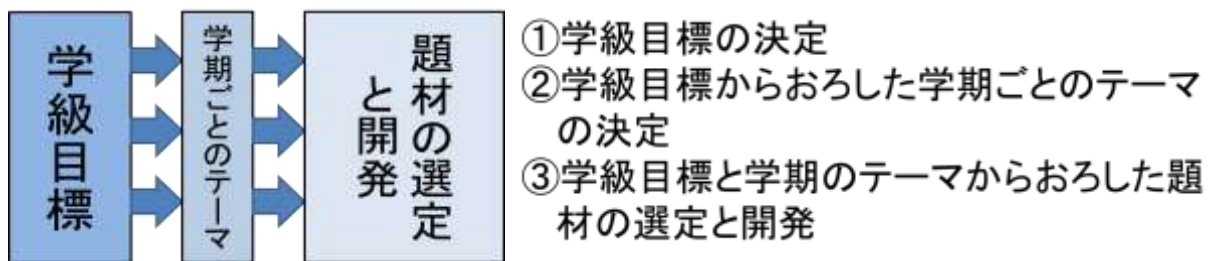 学級目標
学期ごとのテーマ
題材の選定
と開発
①学級目標の決定
②学級目標からおろした学期ごとのテーマ
の決定
③学級目標と学期のテーマからおろした題
材の選定と開発